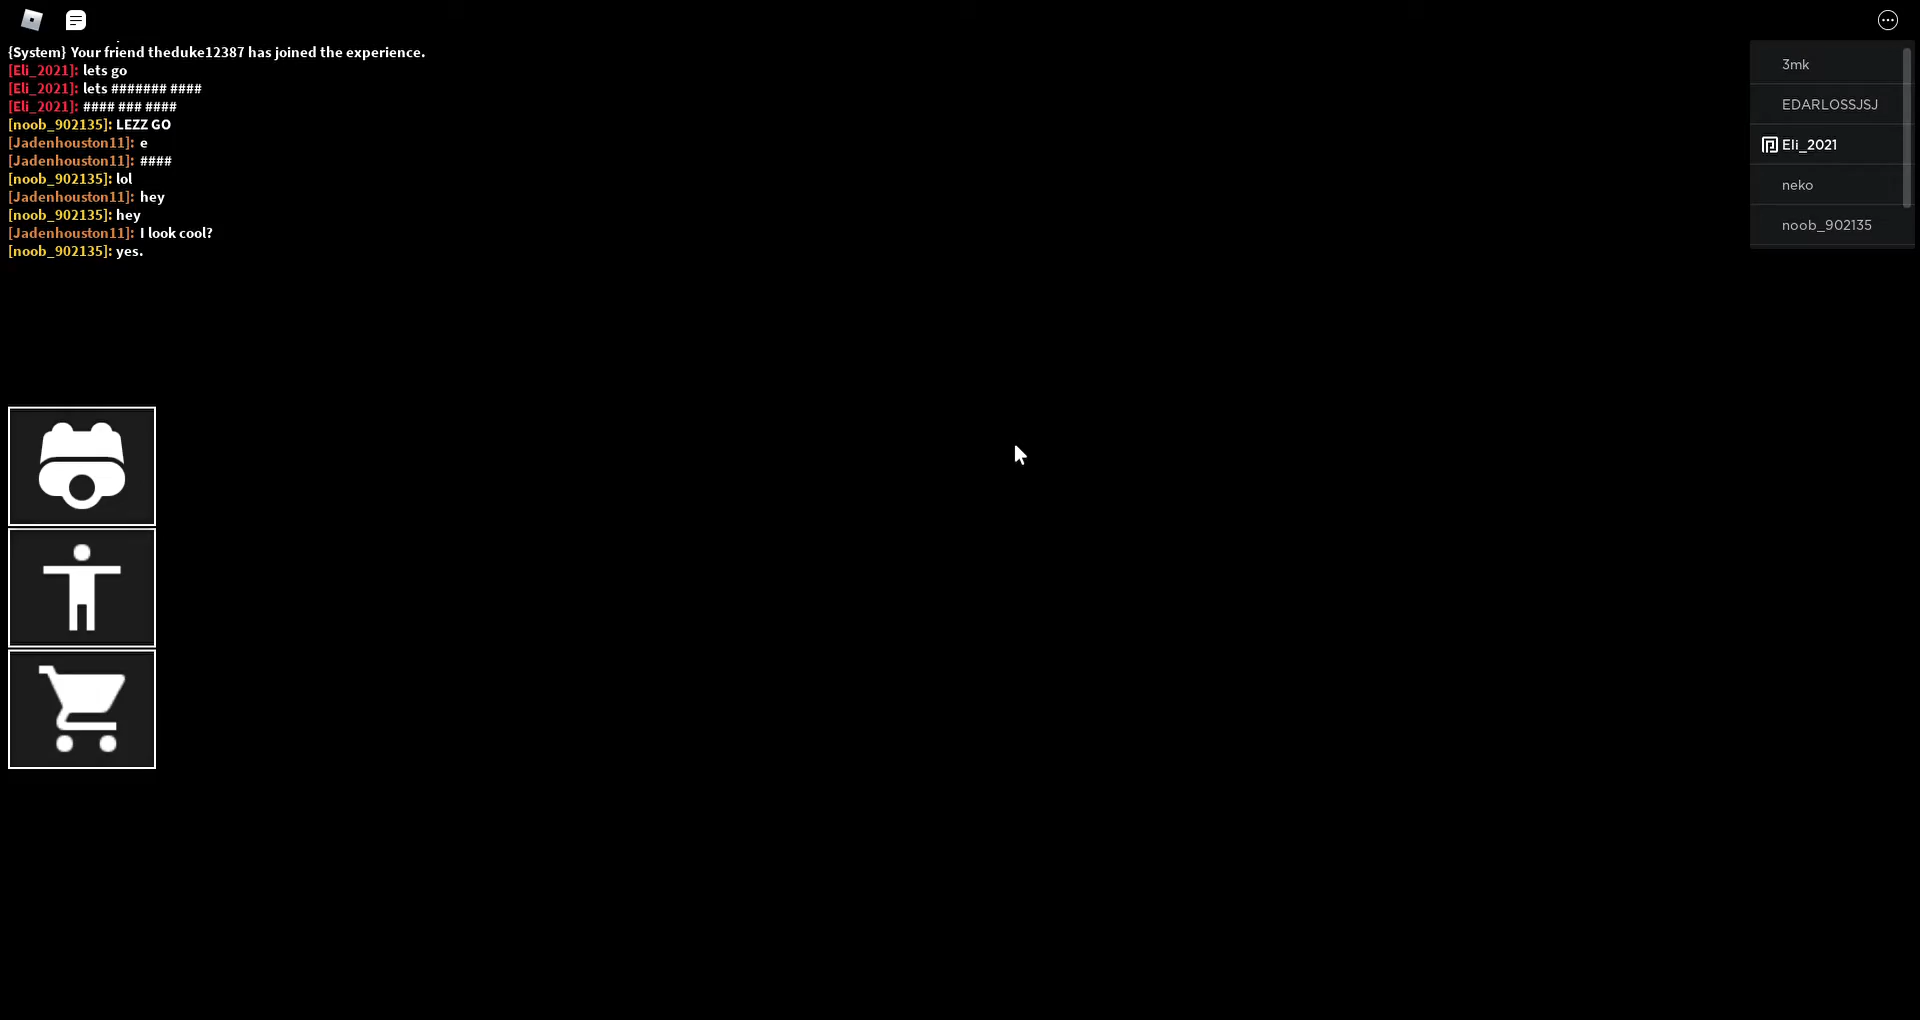 {System} Your friend theduke12387 has joined the experience.
[Eli_2021]: lets go
[Eli_2021]: lets ####### ####
[Eli_2021]: #### ### ####
[noob_902135]: LEZZ GO
[Jadenhouston11]: e
[Jadenhouston11]: ####
[noob_902135]: lol
[Jadenhouston11]: hey
[noob_902135]: hey
[Jadenhouston11]: I look cool?
[noob_902135]: yes.
3mk
EDARLOSSJSJ
Eli_2021
neko
noob_902135